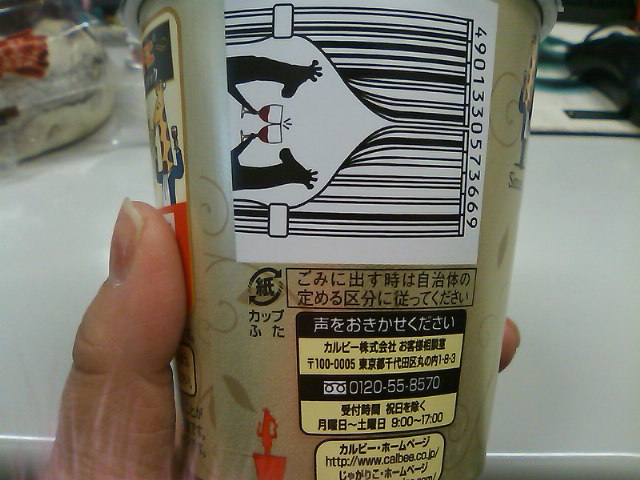 4901330573669
紙
カップ
ふた
ごみに出す時は自治体の
定める区分に従ってください
声をおきかせください
カルビー株式会社 お客様相談室
〒100-0005 東京都千代田区丸の内1-8-3
0120-55-8570
受付時間 祝日を除く
月曜日〜土曜日 9:00〜17:00
カルビー・ホームページ
http://www.calbee.co.jp/
じゃがりこ・ホームページ